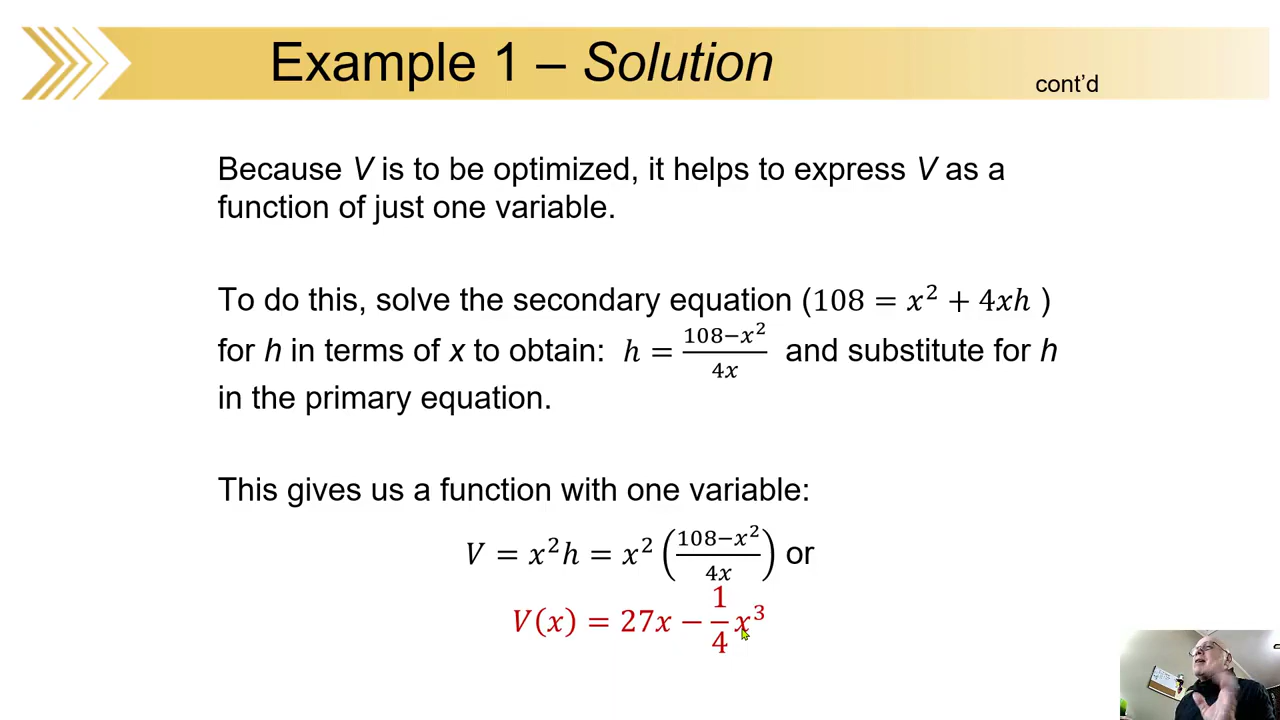 Example 1 – Solution
cont'd
Because V is to be optimized, it helps to express V as a
function of just one variable.
To do this, solve the secondary equation (108 = x² + 4xh )
for h in terms of x to obtain: h = (108−x²)/(4x) and substitute for h
in the primary equation.
This gives us a function with one variable:
V = x²h = x² ((108−x²)/(4x)) or
V(x) = 27x − 1/4 x³